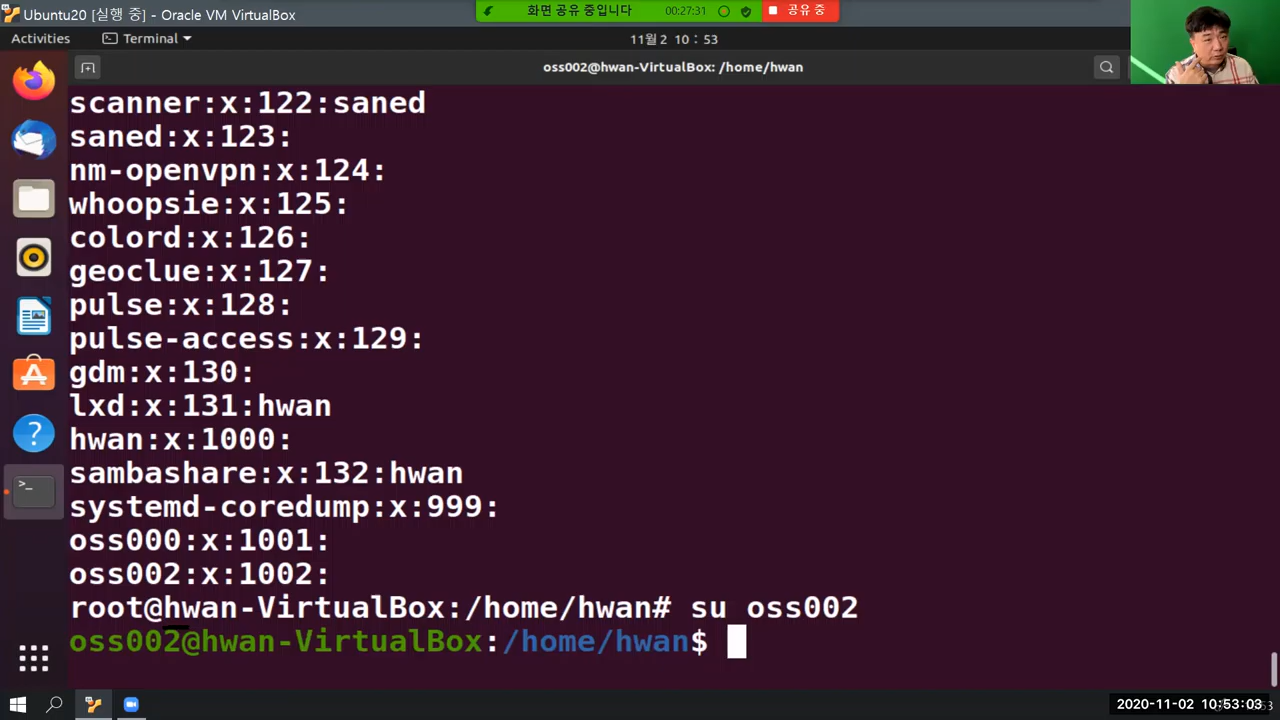 Ubuntu20 [실행 중] - Oracle VM VirtualBox
화면 공유 중입니다
00:27:31
공유 중
Activities
Terminal
11월 2 10 : 53
oss002@hwan-VirtualBox: /home/hwan
scanner:x:122:saned
saned:x:123:
nm-openvpn:x:124:
whoopsie:x:125:
colord:x:126:
geoclue:x:127:
pulse:x:128:
pulse-access:x:129:
gdm:x:130:
lxd:x:131:hwan
hwan:x:1000:
sambashare:x:132:hwan
systemd-coredump:x:999:
oss000:x:1001:
oss002:x:1002:
root@hwan-VirtualBox:/home/hwan# su oss002
oss002@hwan-VirtualBox:/home/hwan$
2020-11-02 10:53:03